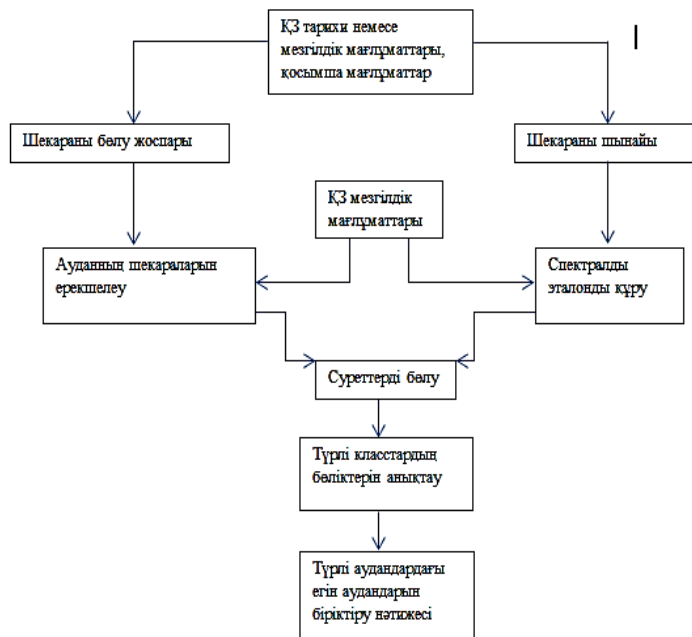 ҚЗ тарихи немесе
мезгілдік мағлұматтары,
қосымша мағлұматтар
Шекараны бөлу жоспары
Шекараны шынайы
ҚЗ мезгілдік
мағлұматтары
Ауданның шекараларын
ерекшелеу
Спектралды
эталонды құру
Суреттерді бөлу
Түрлі класстардың
бөліктерін анықтау
Түрлі аудандардағы
егін аудандарын
біріктіру нәтижесі